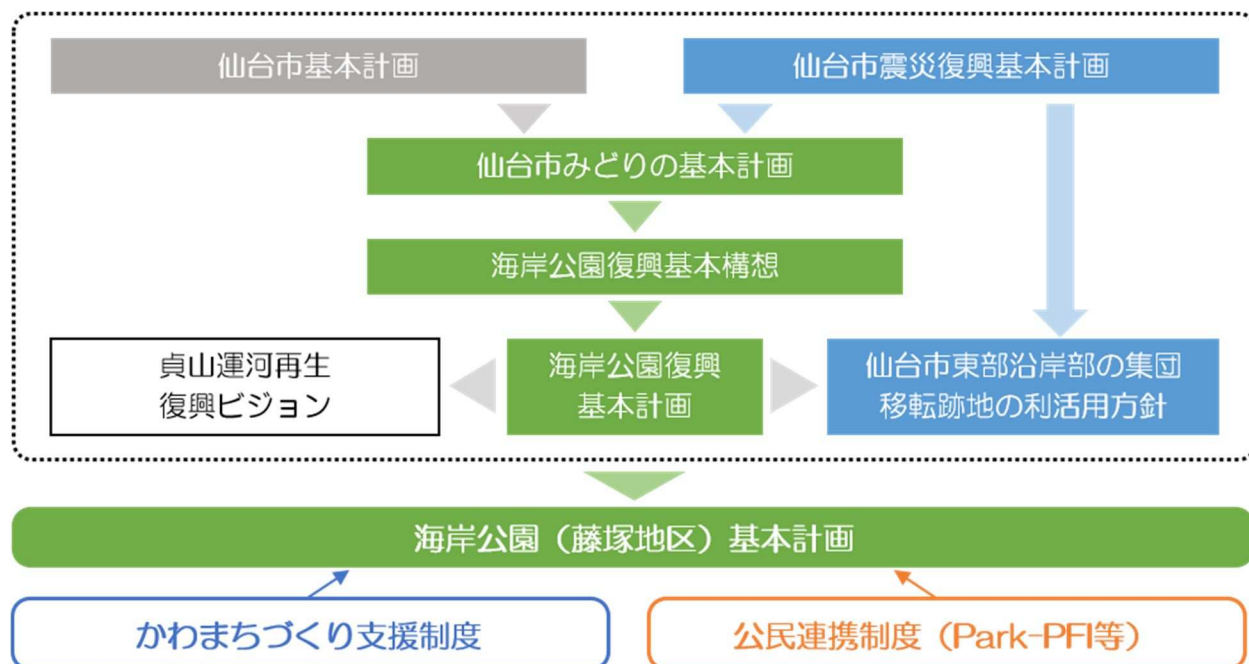 仙台市基本計画
仙台市震災復興基本計画
仙台市みどりの基本計画
海岸公園復興基本構想
貞山運河再生
復興ビジョン
海岸公園復興
基本計画
仙台市東部沿岸部の集団
移転跡地の利活用方針
海岸公園（藤塚地区）基本計画
かわまちづくり支援制度
公民連携制度（Park-PFI等）